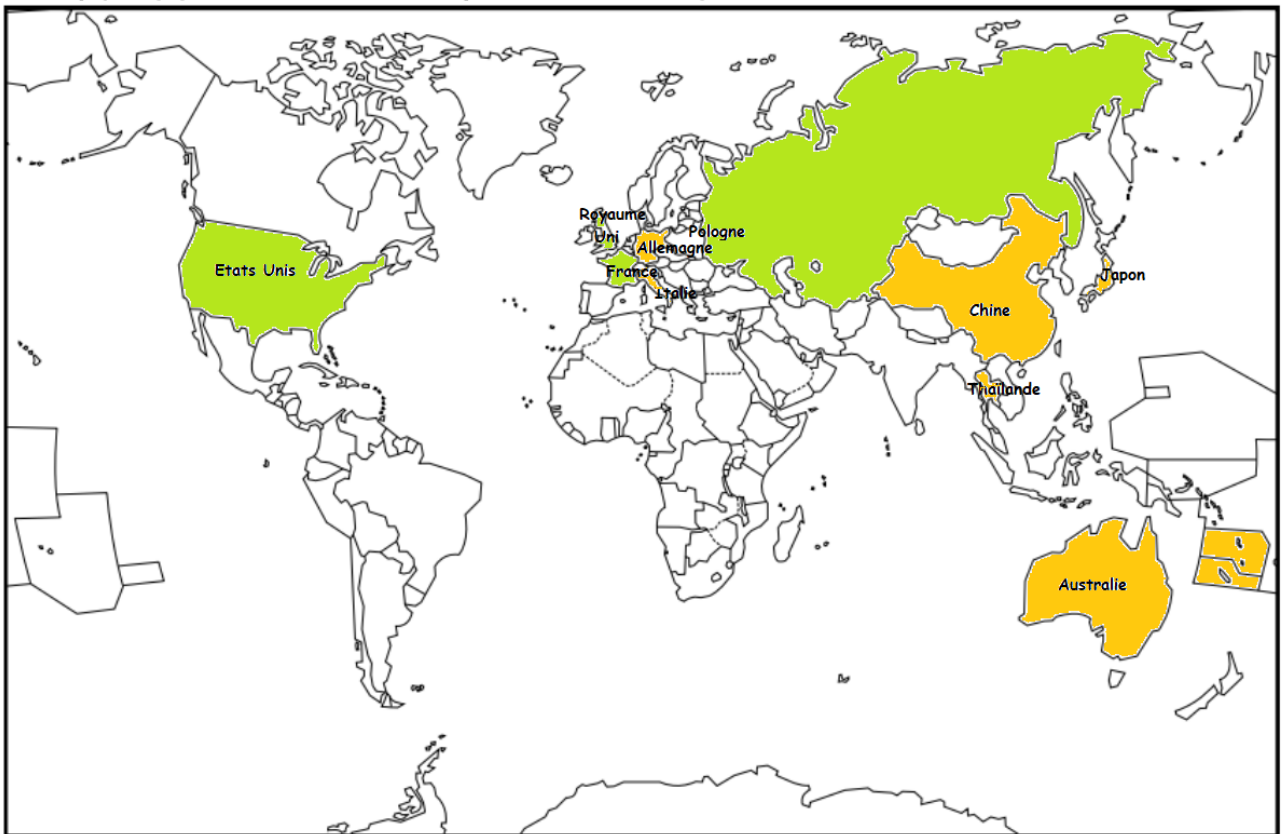 Royaume
Uni
Pologne
Allemagne
Etats Unis
France
Italie
Japon
Chine
Thaïlande
Australie